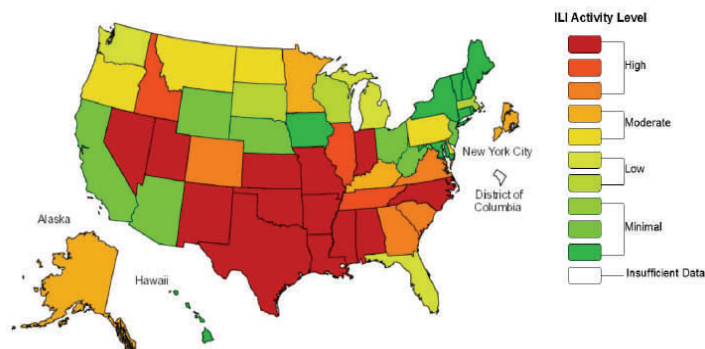 ILI Activity Level
High
Moderate
Low
Minimal
Insufficient Data
New York City
District of
Columbia
Alaska
Hawaii